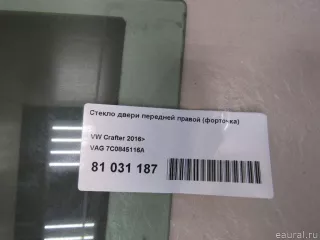 Стекло двери передней правой (форточка)
VW Crafter 2016>
VAG 7C0845116A
81 031 187
eaural.ru